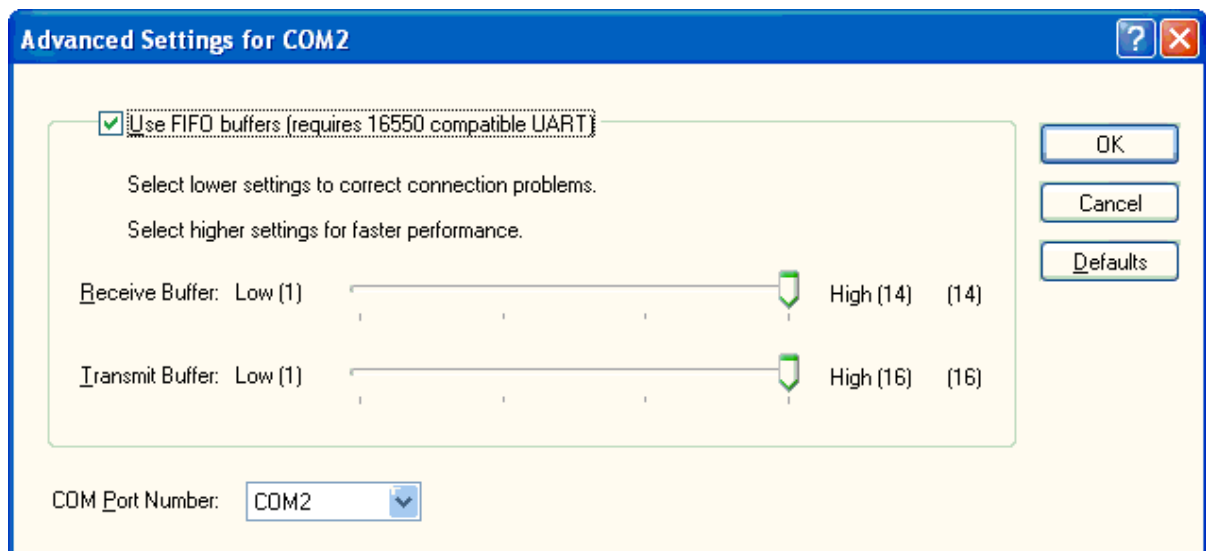 Advanced Settings for COM2
Use FIFO buffers (requires 16550 compatible UART)
Select lower settings to correct connection problems.
Select higher settings for faster performance.
Receive Buffer: Low (1) High (14) (14)
Transmit Buffer: Low (1) High (16) (16)
COM Port Number: COM2
OK
Cancel
Defaults